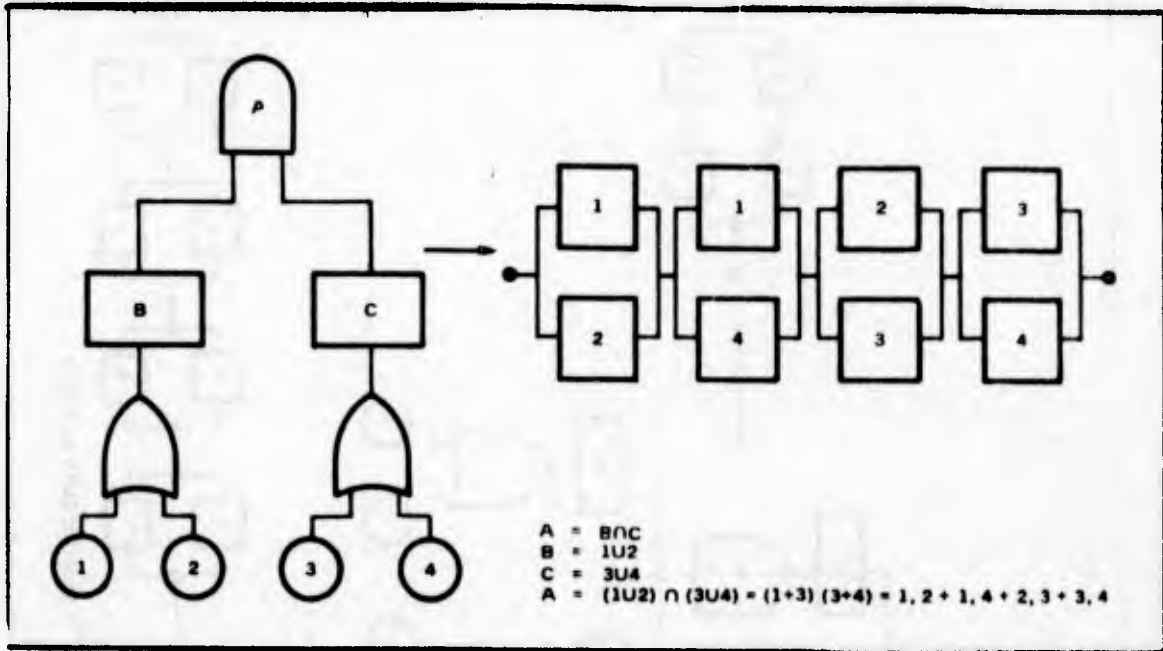 A
B
C
1
2
3
4
1
1
2
3
2
4
3
4
A = B∩C
B = 1U2
C = 3U4
A = (1U2) ∩ (3U4) = (1+3) (3+4) = 1, 2 + 1, 4 + 2, 3 + 3, 4